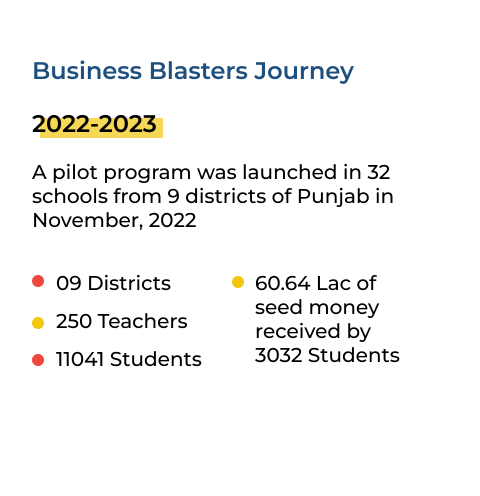 Business Blasters Journey
2022-2023
A pilot program was launched in 32
schools from 9 districts of Punjab in
November, 2022
09 Districts
250 Teachers
11041 Students
60.64 Lac of
seed money
received by
3032 Students